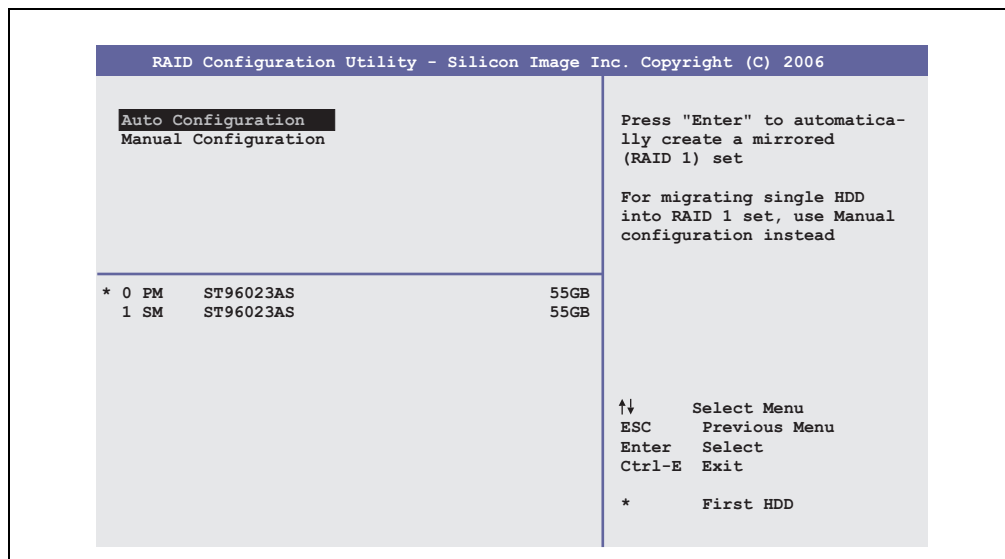 RAID Configuration Utility - Silicon Image Inc. Copyright (C) 2006
Auto Configuration
Manual Configuration
* 0 PM ST96023AS 55GB
1 SM ST96023AS 55GB
Press "Enter" to automatica-
lly create a mirrored
(RAID 1) set
For migrating single HDD
into RAID 1 set, use Manual
configuration instead
↑↓ Select Menu
ESC Previous Menu
Enter Select
Ctrl-E Exit
* First HDD